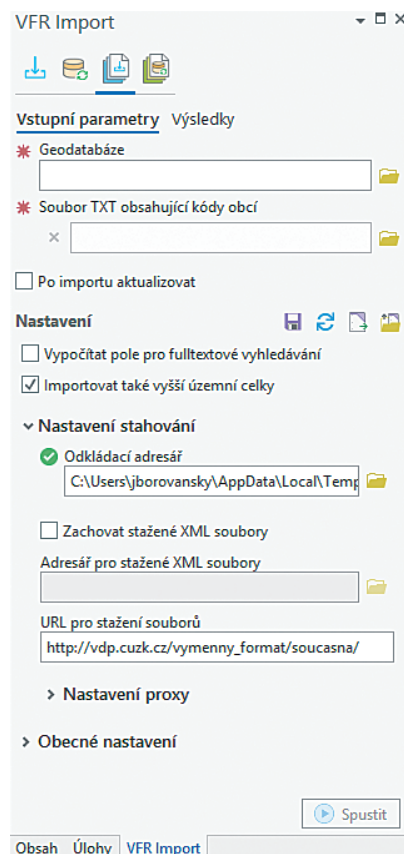 VFR Import
Vstupní parametry Výsledky
Geodatabáze
Soubor TXT obsahující kódy obcí
Po importu aktualizovat
Nastavení
Vypočítat pole pro fulltextové vyhledávání
Importovat také vyšší územní celky
Nastavení stahování
Odkládací adresář
C:\Users\jborovansky\AppData\Local\Temp
Zachovat stažené XML soubory
Adresář pro stažené XML soubory
URL pro stažení souborů
http://vdp.cuzk.cz/vymenny_format/soucasna/
Nastavení proxy
Obecné nastavení
Spustit
Obsah Úlohy VFR Import